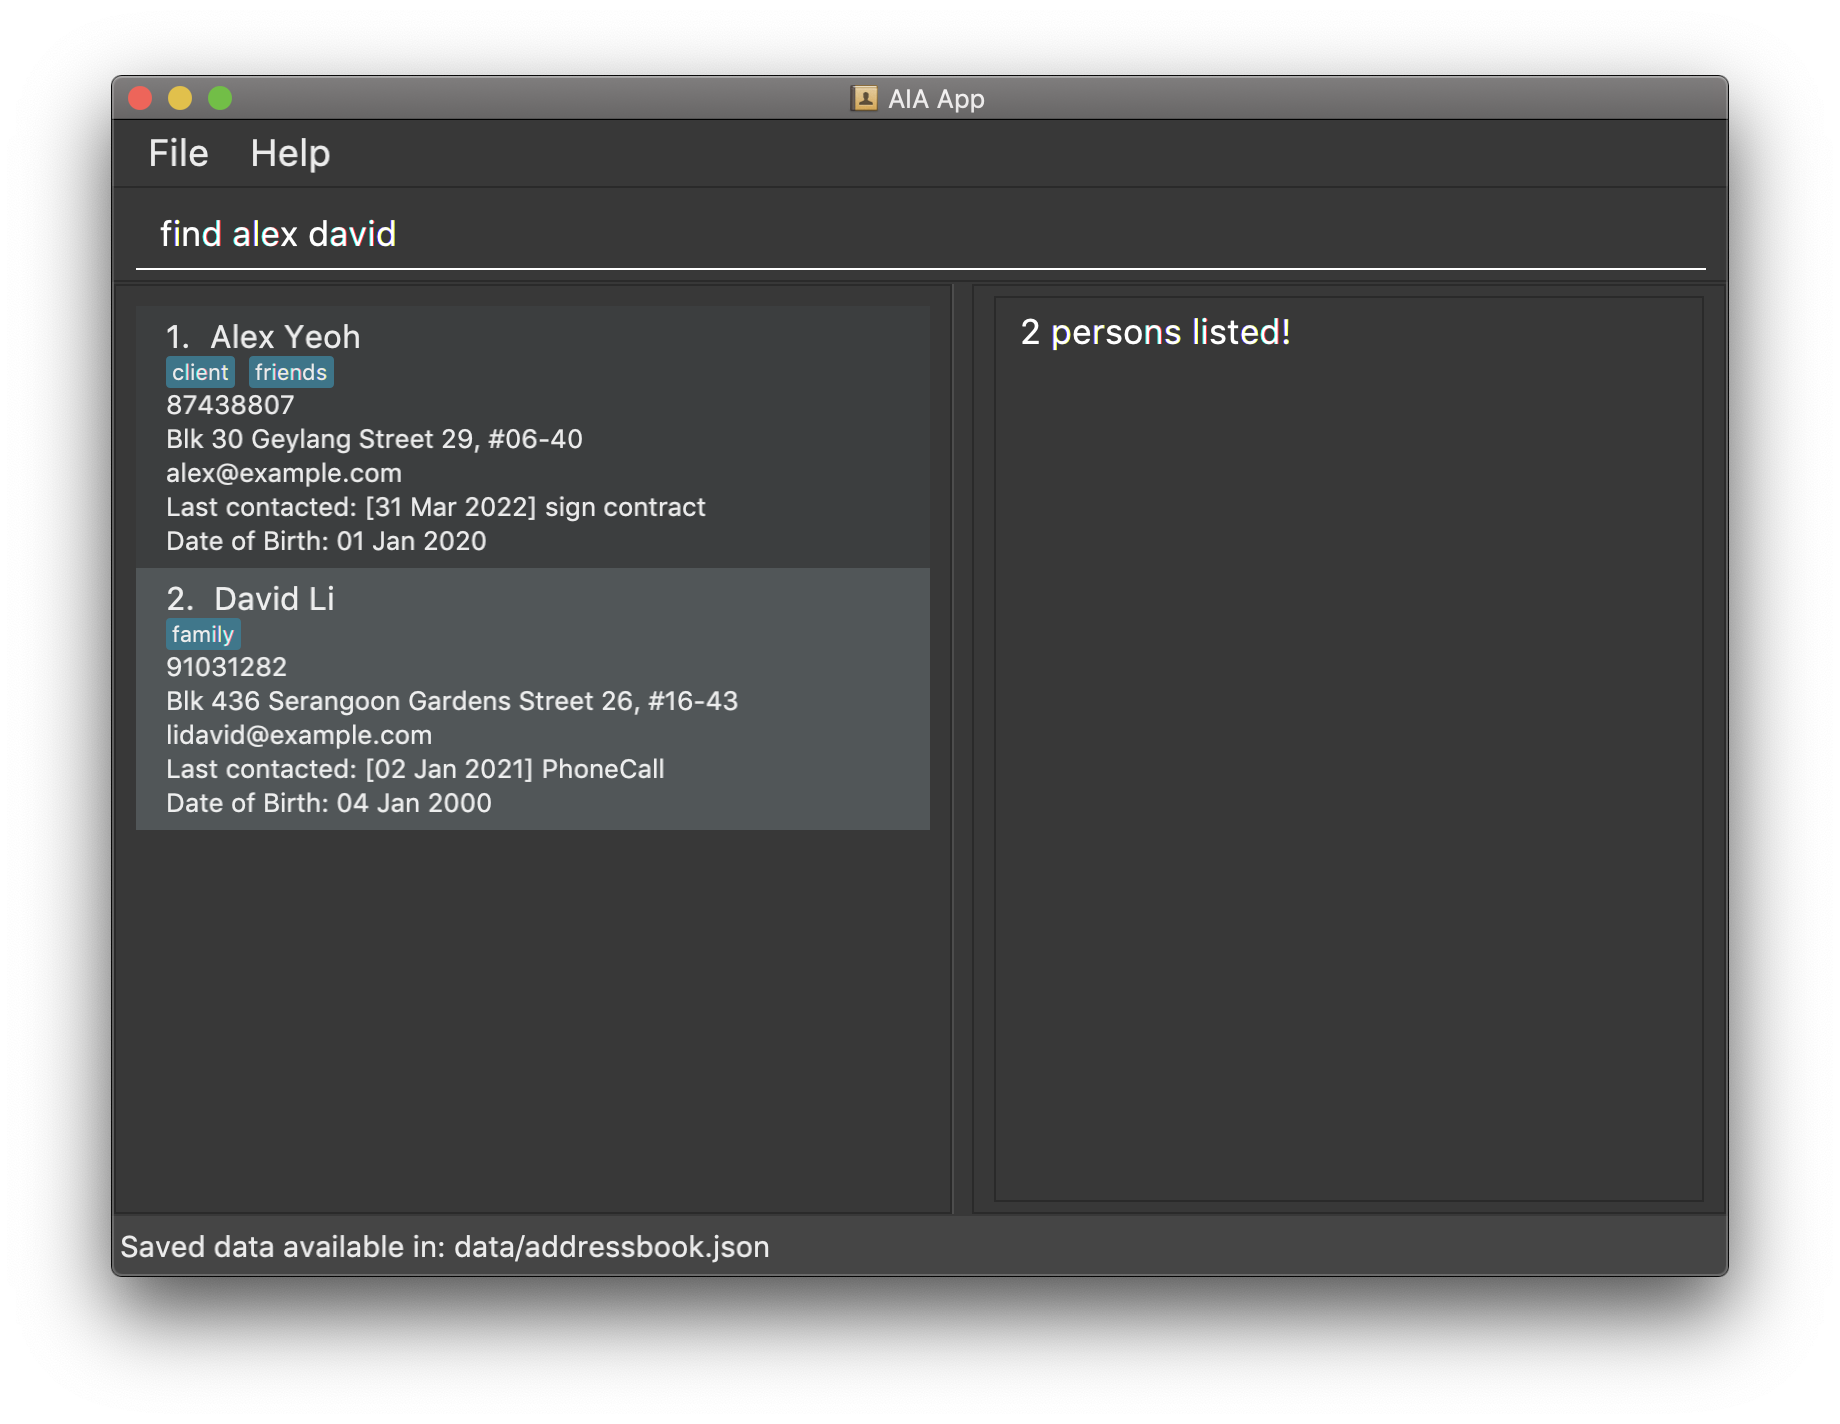 AIA App
File Help
find alex david
1. Alex Yeoh
client friends
87438807
Blk 30 Geylang Street 29, #06-40
alex@example.com
Last contacted: [31 Mar 2022] sign contract
Date of Birth: 01 Jan 2020
2. David Li
family
91031282
Blk 436 Serangoon Gardens Street 26, #16-43
lidavid@example.com
Last contacted: [02 Jan 2021] PhoneCall
Date of Birth: 04 Jan 2000
2 persons listed!
Saved data available in: data/addressbook.json